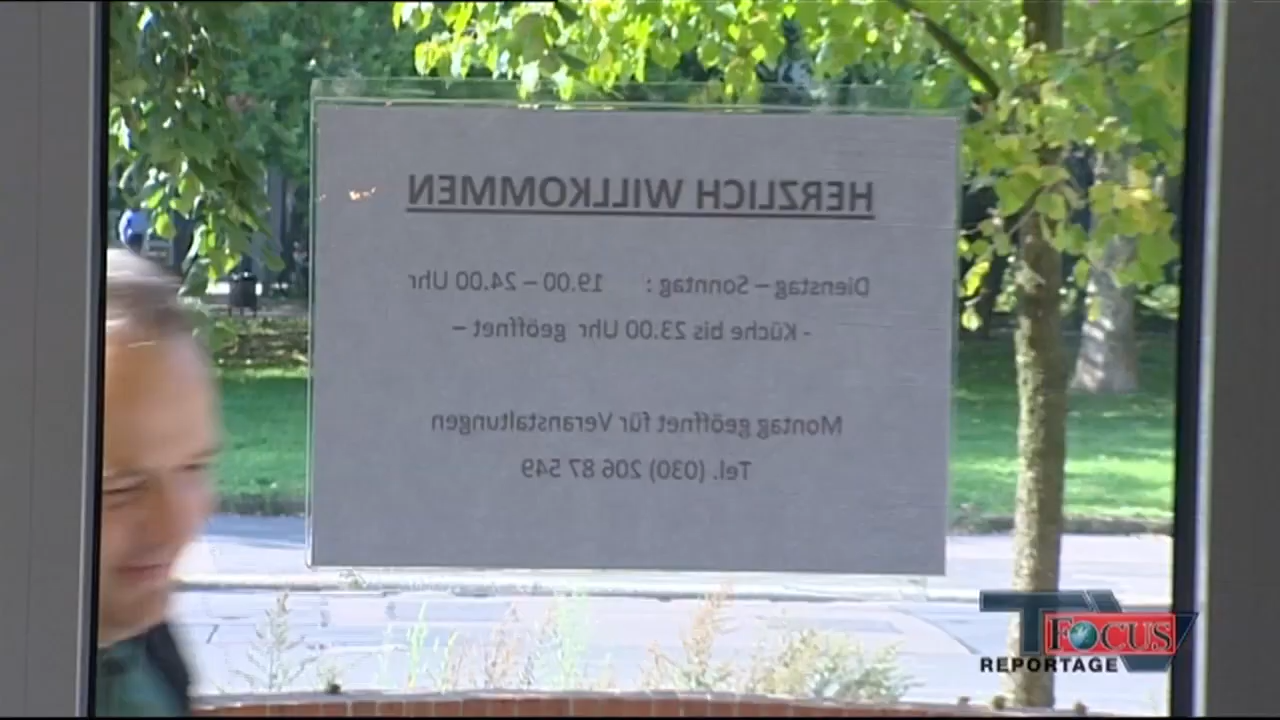 HERZLICH WILLKOMMEN
Dienstag – Sonntag : 19.00 – 24.00 Uhr
- Küche bis 23.00 Uhr geöffnet –
Montag geöffnet für Veranstaltungen
Tel. (030) 206 87 549
TV
FOCUS
REPORTAGE